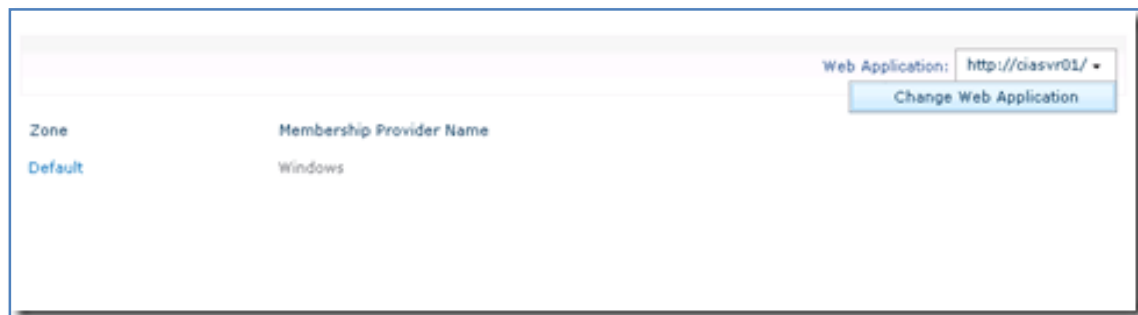 Web Application: http://ciasvr01/
Change Web Application
Zone Membership Provider Name
Default Windows